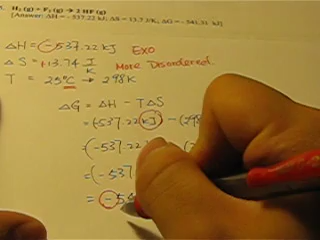 H₂ (g) + F₂ (g) → 2 HF (g)
[Answer: ΔH = - 537.22 kJ; ΔS = 13.7 J/K, ΔG = - 541.31 kJ]
ΔH = (-537.22 kJ EXO
ΔS = +13.74 J/K More Disordered.
T = 25°C → 298K
ΔG = ΔH - TΔS
= (-537.22 kJ) - (298
= (-537.22
= (-537
= -54